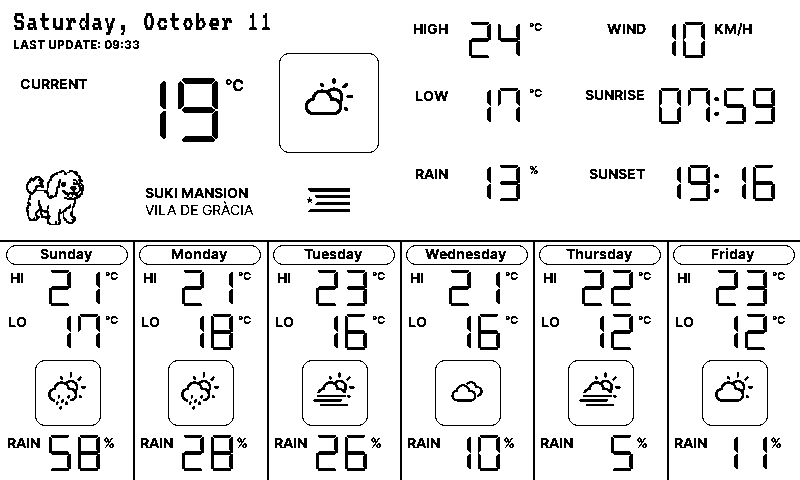 Saturday, October 11
LAST UPDATE: 09:33
CURRENT 19 °C
SUKI MANSION
VILA DE GRÀCIA
HIGH 24 °C
LOW 17 °C
RAIN 13 %
WIND 10 KM/H
SUNRISE 07:59
SUNSET 19:16
Sunday
HI 21 °C
LO 17 °C
RAIN 58 %
Monday
HI 21 °C
LO 18 °C
RAIN 28 %
Tuesday
HI 23 °C
LO 16 °C
RAIN 26 %
Wednesday
HI 21 °C
LO 16 °C
RAIN 10 %
Thursday
HI 22 °C
LO 12 °C
RAIN 5 %
Friday
HI 23 °C
LO 12 °C
RAIN 11 %